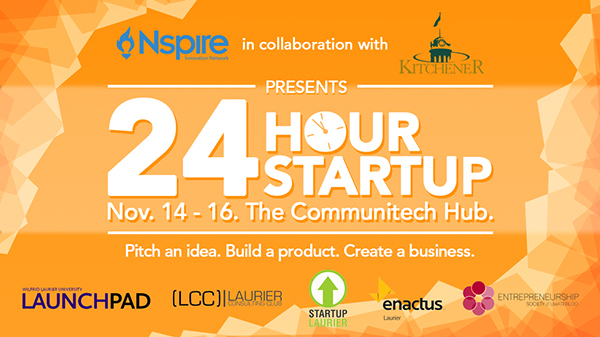 Nspire
Innovation Network
in collaboration with
KITCHENER
PRESENTS
24 HOUR
STARTUP
Nov. 14 - 16. The Communitech Hub.
Pitch an idea. Build a product. Create a business.
WILFRID LAURIER UNIVERSITY
LAUNCHPAD
(LCC) | LAURIER
CONSULTING CLUB
STARTUP
LAURIER
enactus
Laurier
ENTREPRENEURSHIP
SOCIETY